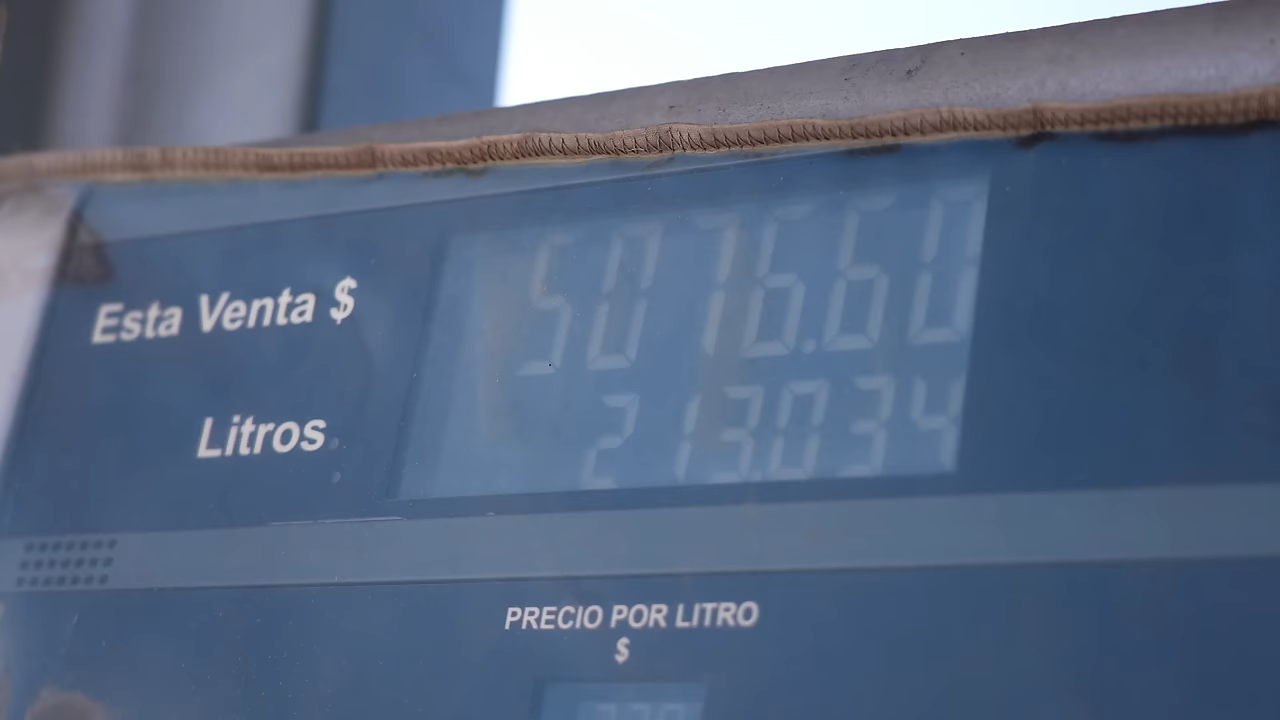 Esta Venta $ 5076.60
Litros 213.034
PRECIO POR LITRO
$